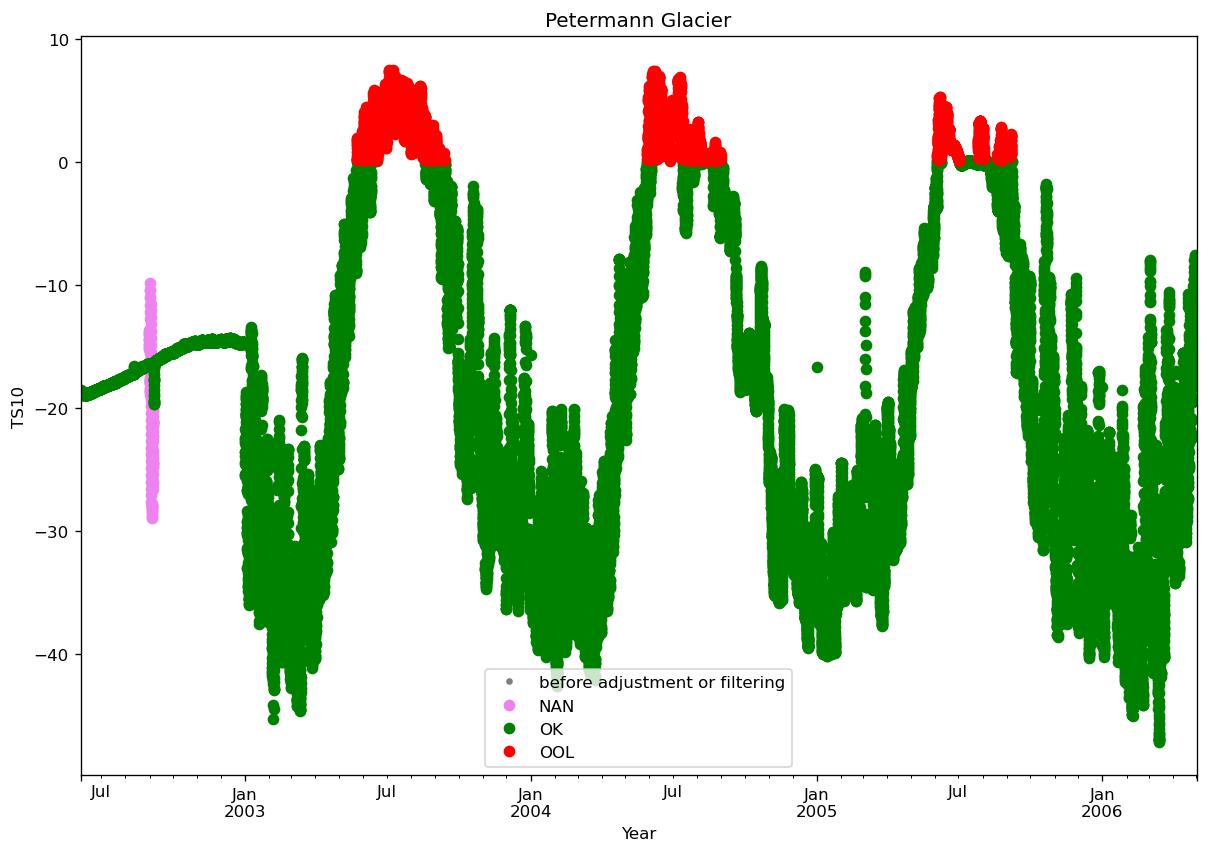 Petermann Glacier
10
0
−10
−20
−30
−40
TS10
before adjustment or filtering
NAN
OK
OOL
Jul
Jan
2003
Jul
Jan
2004
Jul
Jan
2005
Jul
Jan
2006
Year